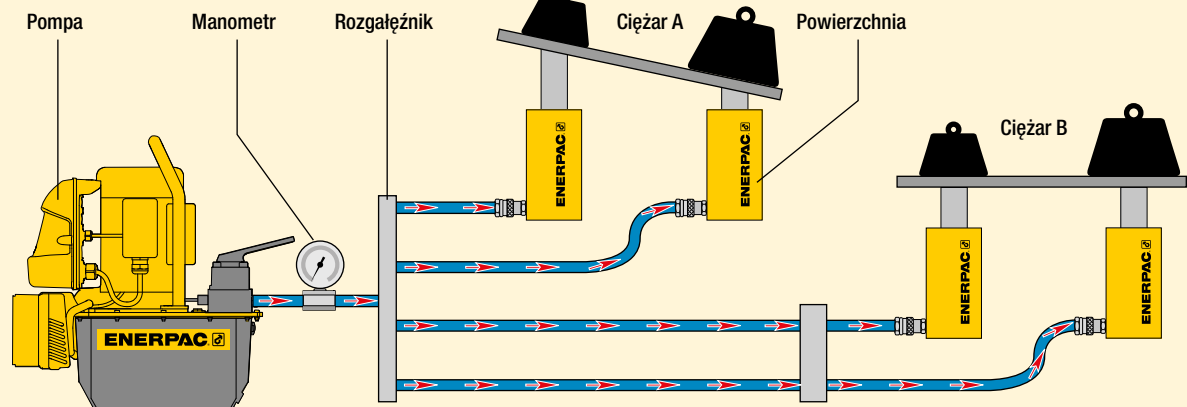 Pompa
Manometr
Rozgałęźnik
Ciężar A
Powierzchnia
Ciężar B
ENERPAC
ENERPAC
ENERPAC
ENERPAC
ENERPAC